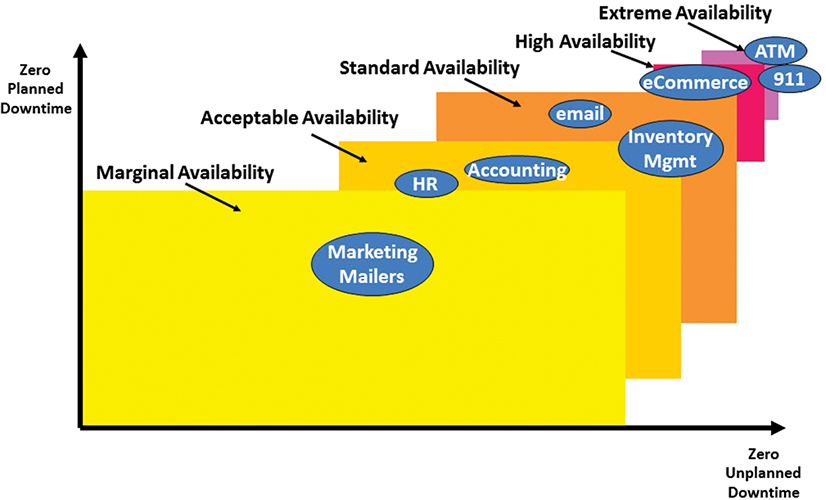 Extreme Availability
High Availability
Standard Availability
Acceptable Availability
Marginal Availability
Zero
Planned
Downtime
ATM
911
eCommerce
email
Inventory
Mgmt
Accounting
HR
Marketing
Mailers
Zero
Unplanned
Downtime